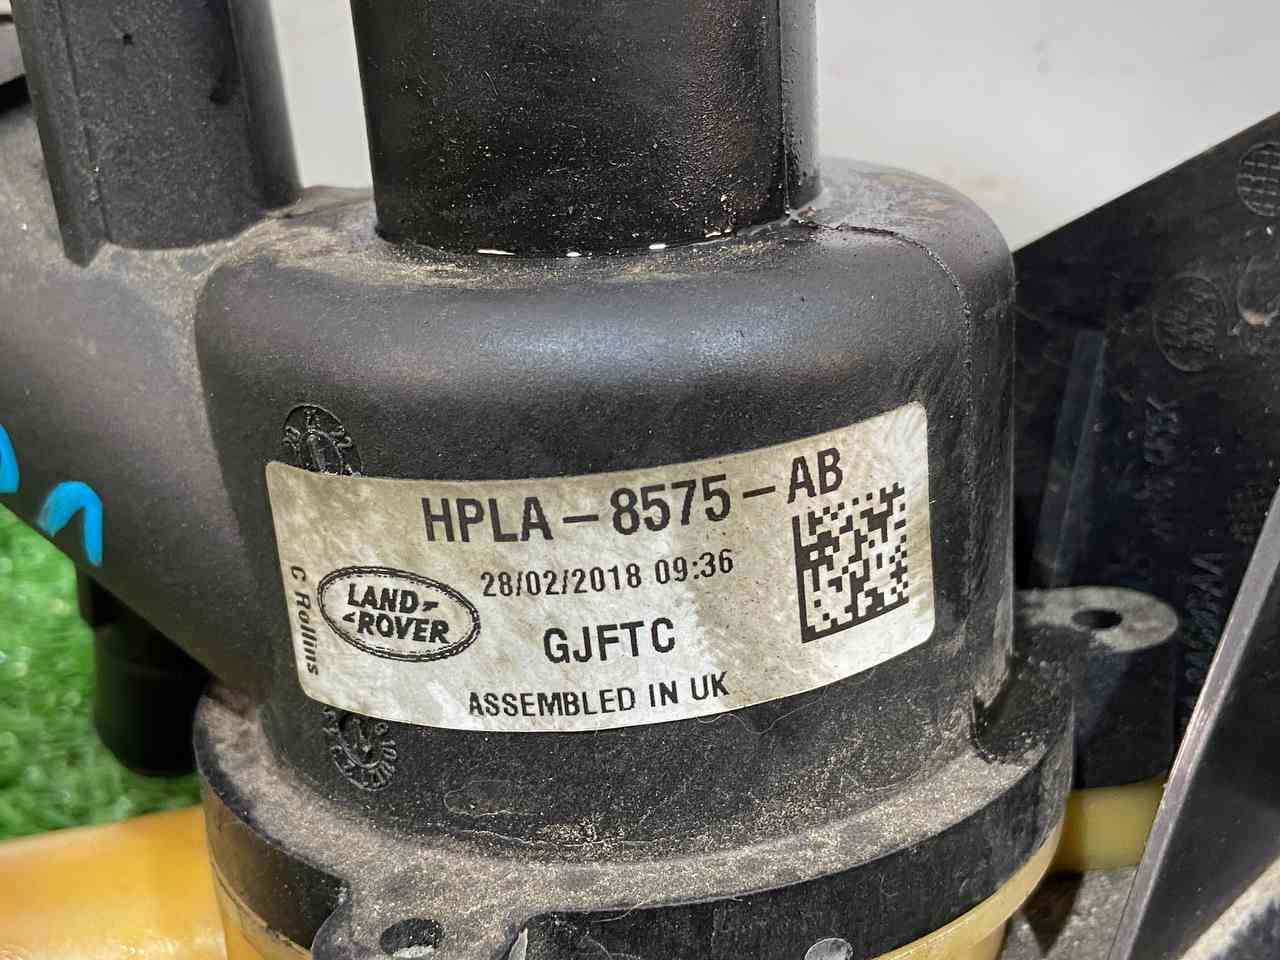 HPLA-8575-AB
28/02/2018 09:36
LAND-
-ROVER
C Rollins
GJFTC
ASSEMBLED IN UK